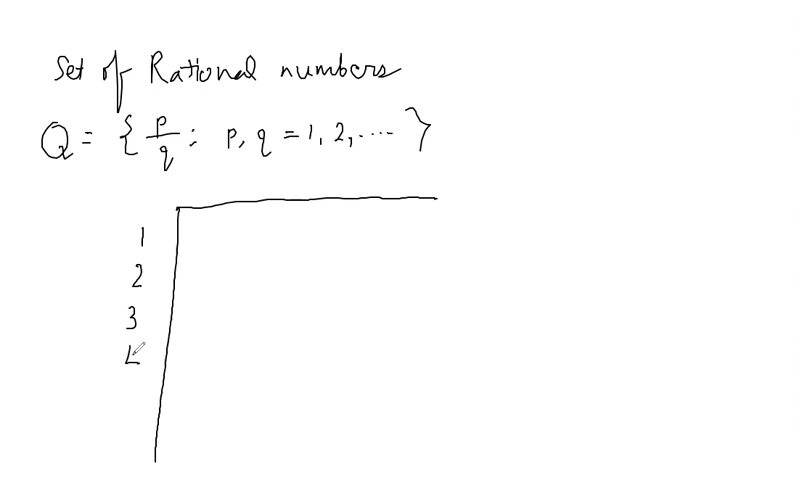 Set of Rational numbers
Q = { p/q : p, q = 1, 2, .... }
1
2
3